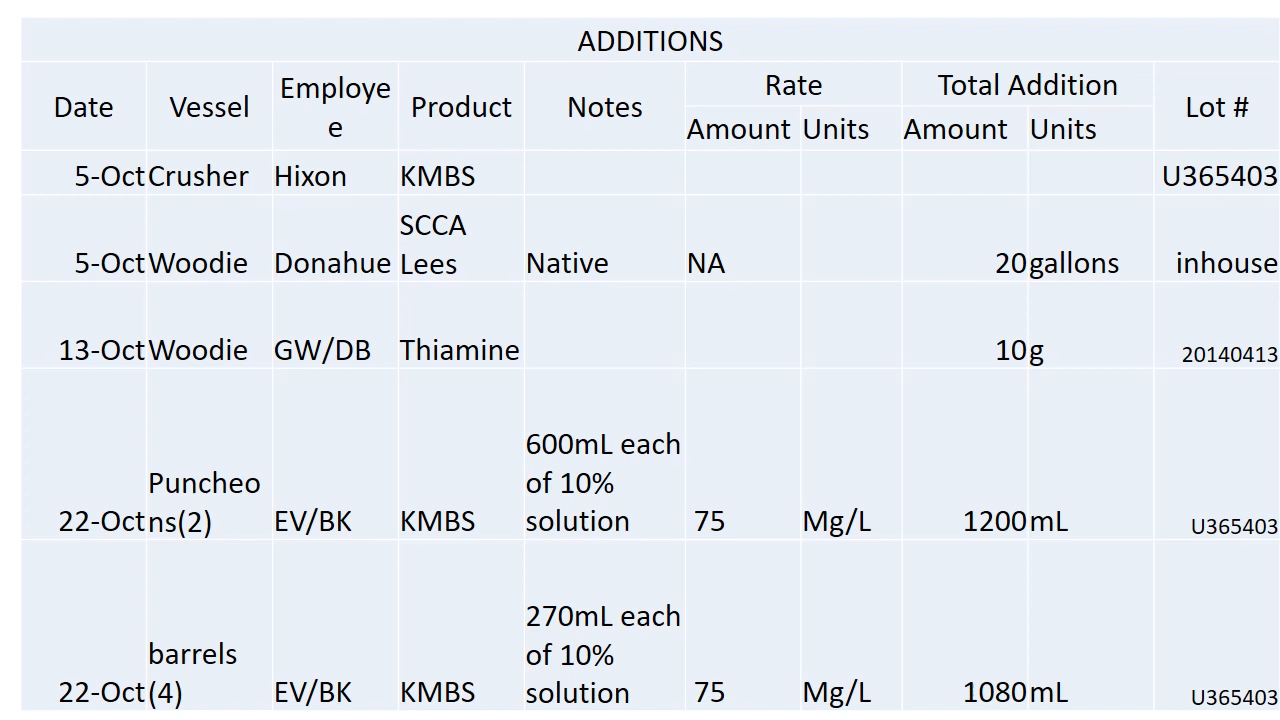 ADDITIONS
Date Vessel Employe
e Product Notes Rate Total Addition Lot #
Amount Units Amount Units
5-Oct Crusher Hixon KMBS U365403
SCCA
5-Oct Woodie Donahue Lees Native NA 20 gallons inhouse
13-Oct Woodie GW/DB Thiamine 10 g 20140413
600mL each
Puncheo of 10%
22-Oct ns(2) EV/BK KMBS solution 75 Mg/L 1200 mL U365403
270mL each
barrels of 10%
22-Oct (4) EV/BK KMBS solution 75 Mg/L 1080 mL U365403